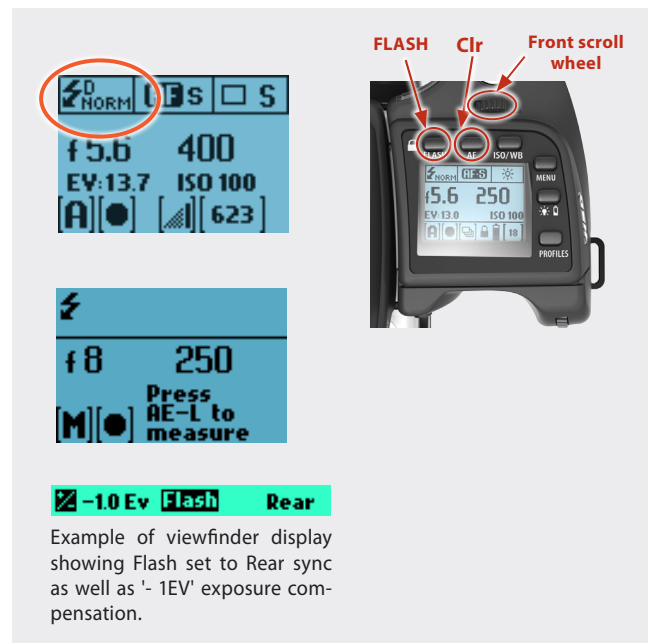 D
NORM
S
S
f 5.6 400
EV:13.7 ISO 100
[A] [623]
f 8 250
Press
AE-L to
measure
[M]
-1.0 Ev Flash Rear
Example of viewfinder display
showing Flash set to Rear sync
as well as '- 1EV' exposure com-
pensation.
FLASH Clr Front scroll
wheel
FLASH AF ISO/WB
NORM AF-S
MENU
f5.6 250
EV:13.0 ISO 100
[A] [18]
PROFILES